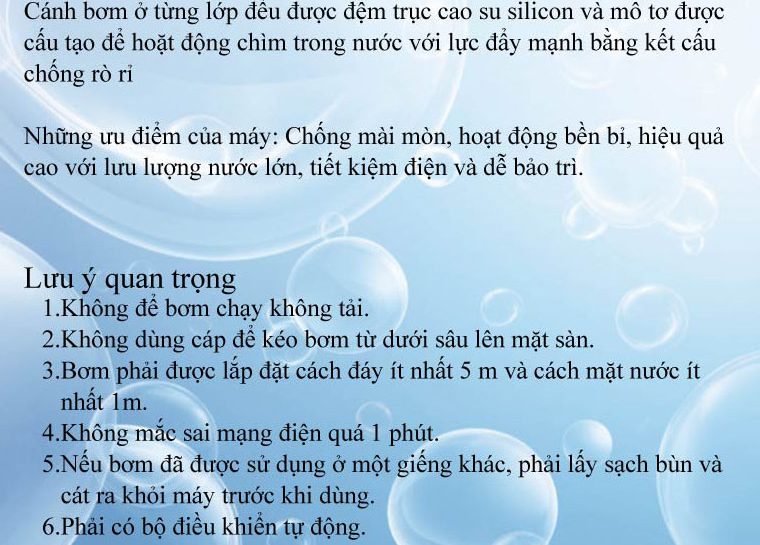 Cánh bơm ở từng lớp đều được đệm trục cao su silicon và mô tơ được
cấu tạo để hoặt động chìm trong nước với lực đẩy mạnh bằng kết cấu
chống rò rỉ
Những ưu điểm của máy: Chống mài mòn, hoạt động bền bỉ, hiệu quả
cao với lưu lượng nước lớn, tiết kiệm điện và dễ bảo trì.
Lưu ý quan trọng
1.Không để bơm chạy không tải.
2.Không dùng cáp để kéo bơm từ dưới sâu lên mặt sàn.
3.Bơm phải được lắp đặt cách đáy ít nhất 5 m và cách mặt nước ít
nhất 1m.
4.Không mắc sai mạng điện quá 1 phút.
5.Nếu bơm đã được sử dụng ở một giếng khác, phải lấy sạch bùn và
cát ra khỏi máy trước khi dùng.
6.Phải có bộ điều khiển tự động.